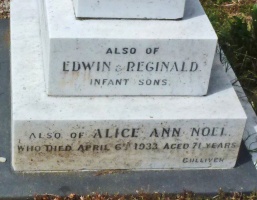 ALSO OF
EDWIN & REGINALD
INFANT SONS.
ALSO OF ALICE ANN NOEL.
WHO DIED APRIL 6TH 1933. AGED 71 YEARS.
GULLIVER